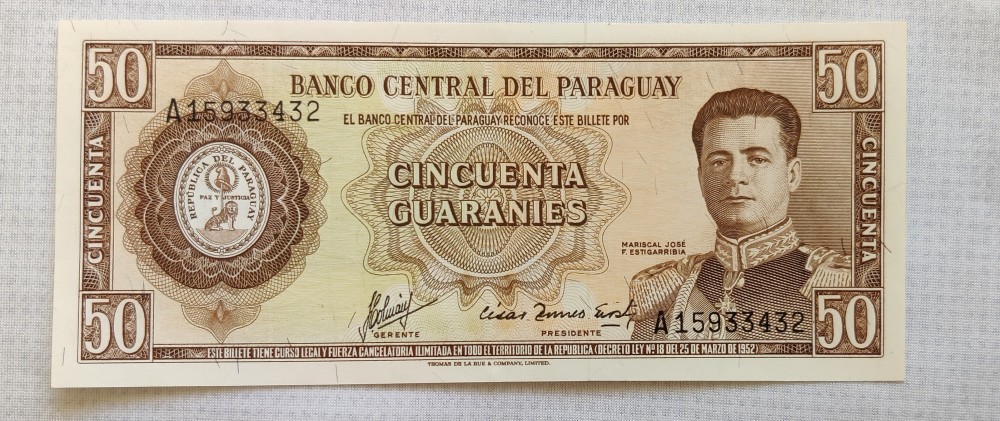 50
50
BANCO CENTRAL DEL PARAGUAY
A15933432
EL BANCO CENTRAL DEL PARAGUAY RECONOCE ESTE BILLETE POR
CINCUENTA
REPÚBLICA DEL PARAGUAY
PAZ Y JUSTICIA
CINCUENTA
GUARANIES
CINCUENTA
MARISCAL JOSÉ
F. ESTIGARRIBIA
GERENTE
PRESIDENTE
A15933432
50
50
ESTE BILLETE TIENE CURSO LEGAL Y FUERZA CANCELATORIA ILIMITADA EN TODO EL TERRITORIO DE LA REPUBLICA (DECRETO LEY Nº 18 DEL 25 DE MARZO DE 1952)
THOMAS DE LA RUE & COMPANY, LIMITED.